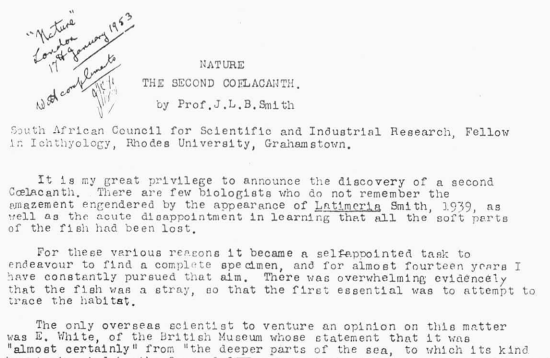 "Nature"
London
17th January 1953
With compliments
NATURE
THE SECOND COELACANTH.
by Prof.J.L.B.Smith
South African Council for Scientific and Industrial Research, Fellow
in Ichthyology, Rhodes University, Grahamstown.
It is my great privilege to announce the discovery of a second
Cœlacanth. There are few biologists who do not remember the
amazement engendered by the appearance of Latimeria Smith, 1939, as
well as the acute disappointment in learning that all the soft parts
of the fish had been lost.
For these various reasons it became a self-appointed task to
endeavour to find a complete specimen, and for almost fourteen years I
have constantly pursued that aim. There was overwhelming evidencely
that the fish was a stray, so that the first essential was to attempt to
trace the habitat.
The only overseas scientist to venture an opinion on this matter
was E. White, of the British Museum whose statement that it was
"almost certainly" from "the deeper parts of the sea, to which its kind